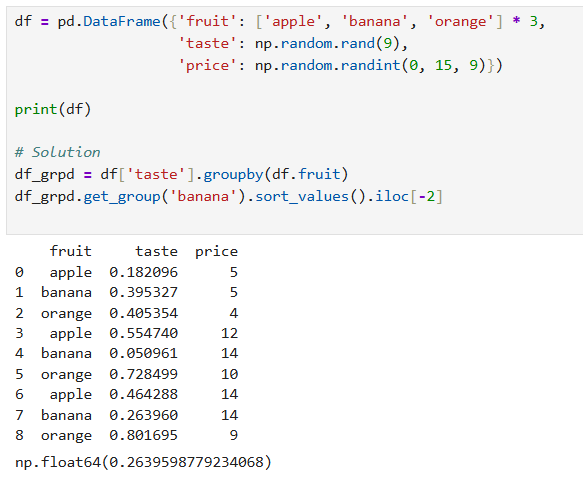 df = pd.DataFrame({'fruit': ['apple', 'banana', 'orange'] * 3,
                   'taste': np.random.rand(9),
                   'price': np.random.randint(0, 15, 9)})

print(df)

# Solution
df_grpd = df['taste'].groupby(df.fruit)
df_grpd.get_group('banana').sort_values().iloc[-2]

    fruit     taste  price
0   apple  0.182096      5
1  banana  0.395327      5
2  orange  0.405354      4
3   apple  0.554740     12
4  banana  0.050961     14
5  orange  0.728499     10
6   apple  0.464288     14
7  banana  0.263960     14
8  orange  0.801695      9
np.float64(0.2639598779234068)